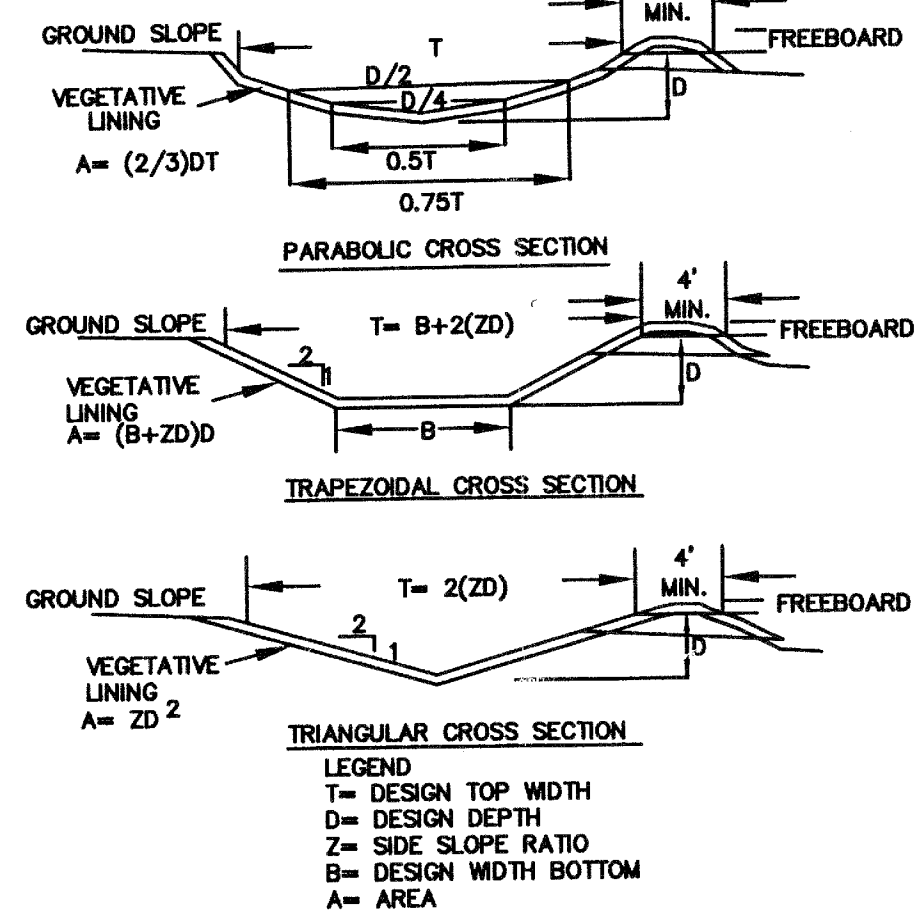 MIN.
GROUND SLOPE
T
FREEBOARD
D/2
D
VEGETATIVE
LINING
D/4
A= (2/3)DT
0.5T
0.75T
PARABOLIC CROSS SECTION
4'
MIN.
GROUND SLOPE
T= B+2(ZD)
FREEBOARD
2
1
D
VEGETATIVE
LINING
A= (B+ZD)D
B
TRAPEZOIDAL CROSS SECTION
4'
MIN.
GROUND SLOPE
T= 2(ZD)
FREEBOARD
2
1
D
VEGETATIVE
LINING
A= ZD 2
TRIANGULAR CROSS SECTION
LEGEND
T= DESIGN TOP WIDTH
D= DESIGN DEPTH
Z= SIDE SLOPE RATIO
B= DESIGN WIDTH BOTTOM
A= AREA